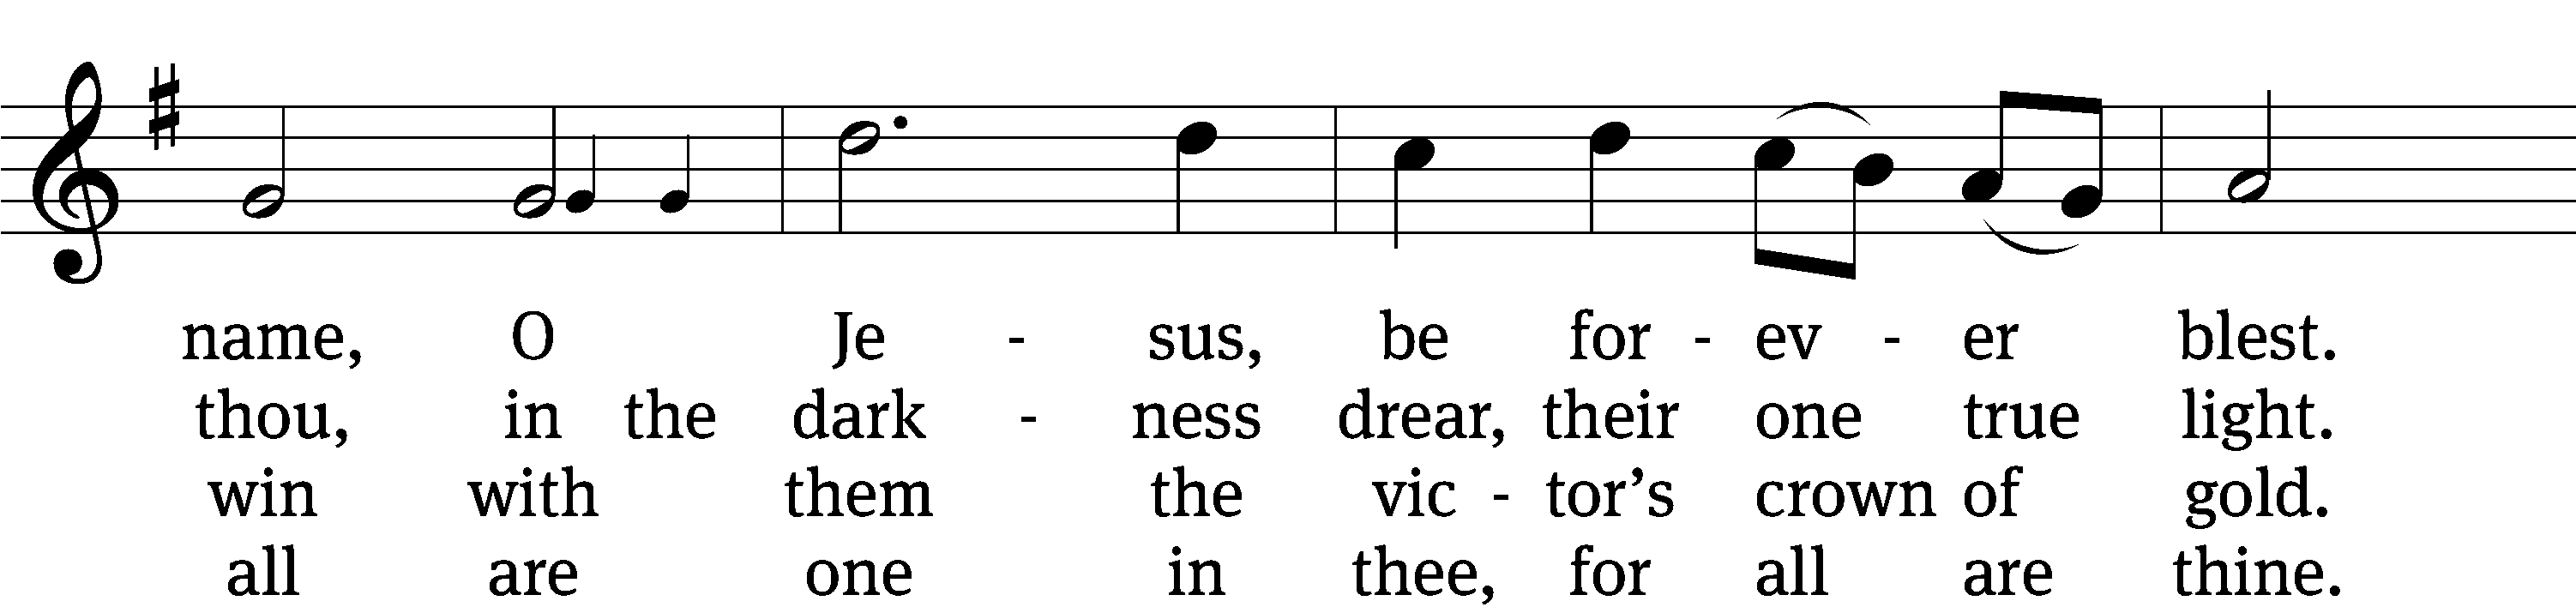 name, O Je - sus, be for - ev - er blest.
thou, in the dark - ness drear, their one true light.
win with them the vic - tor’s crown of gold.
all are one in thee, for all are thine.